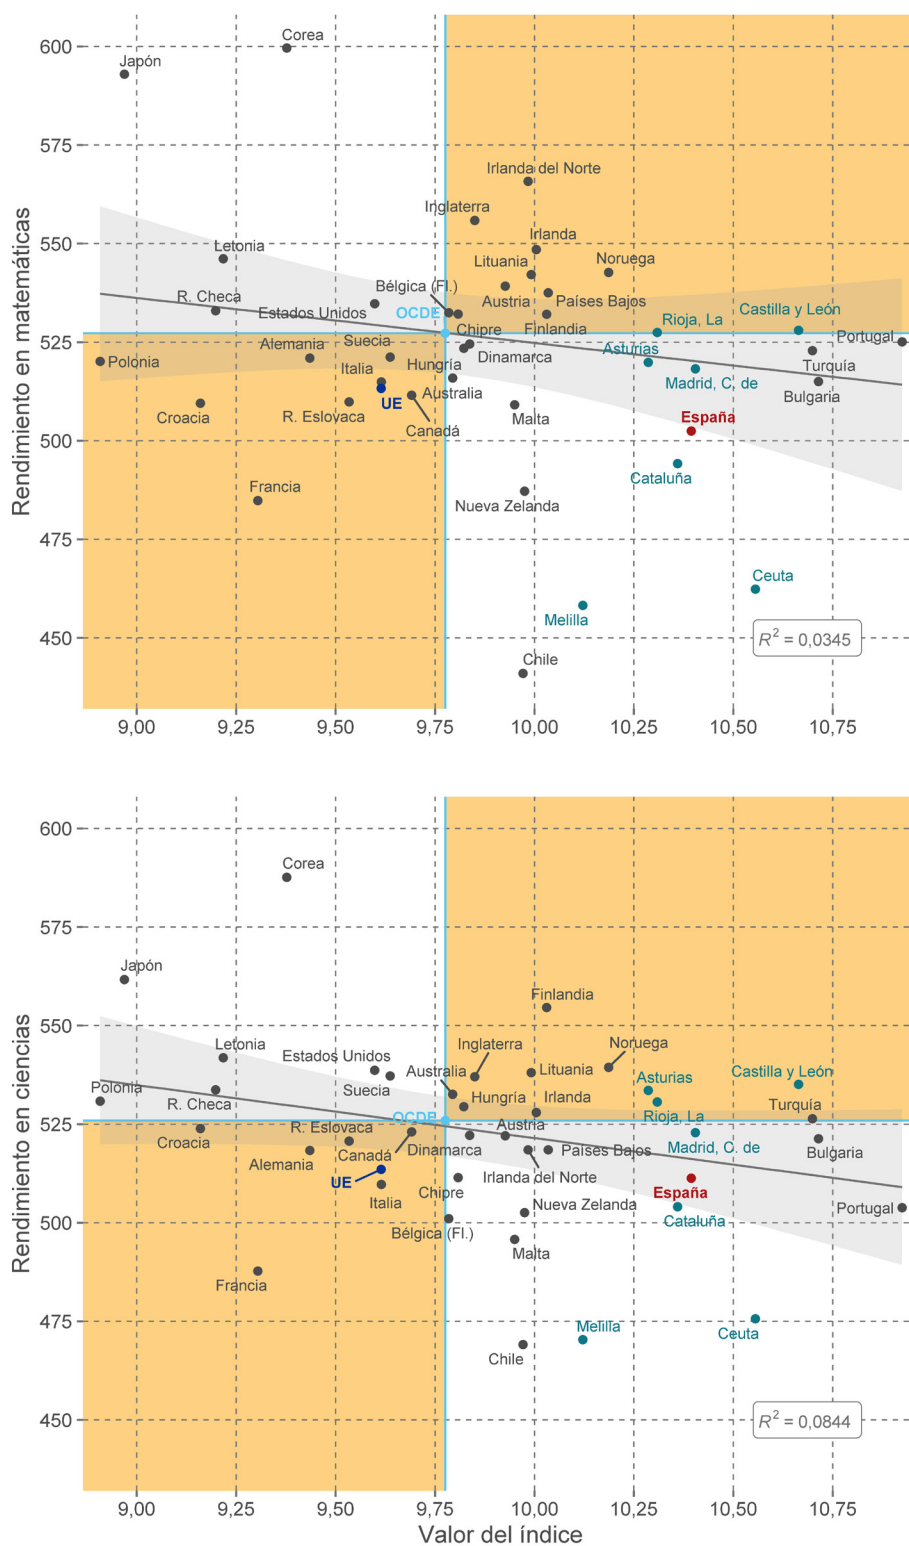 600
Corea
Japón
575
Irlanda del Norte
Inglaterra
550
Letonia
Irlanda
Lituania
Noruega
Bélgica (Fl.)
R. Checa
Austria
Países Bajos
Estados Unidos
OCDE
Chipre
Finlandia
Rioja, La
Castilla y León
525
Alemania
Suecia
Dinamarca
Asturias
Portugal
Polonia
Italia
Hungría
Turquía
Australia
Madrid, C. de
Bulgaria
UE
Croacia
R. Eslovaca
Canadá
Malta
España
500
Cataluña
Francia
Nueva Zelanda
475
Ceuta
Melilla
450
R² = 0,0345
Chile
Rendimiento en matemáticas
9,00 9,25 9,50 9,75 10,00 10,25 10,50 10,75
600
Corea
575
Japón
Finlandia
550
Letonia
Inglaterra
Noruega
Estados Unidos
Australia
Lituania
Asturias
Castilla y León
Polonia
R. Checa
Suecia
Hungría
Irlanda
Turquía
525
OCDE
Rioja, La
Croacia
R. Eslovaca
Austria
Alemania
Canadá
Dinamarca
Países Bajos
Madrid, C. de
Bulgaria
UE
Italia
Chipre
Irlanda del Norte
España
500
Nueva Zelanda
Portugal
Bélgica (Fl.)
Cataluña
Malta
Francia
475
Melilla
Ceuta
Chile
450
R² = 0,0844
Rendimiento en ciencias
9,00 9,25 9,50 9,75 10,00 10,25 10,50 10,75
Valor del índice